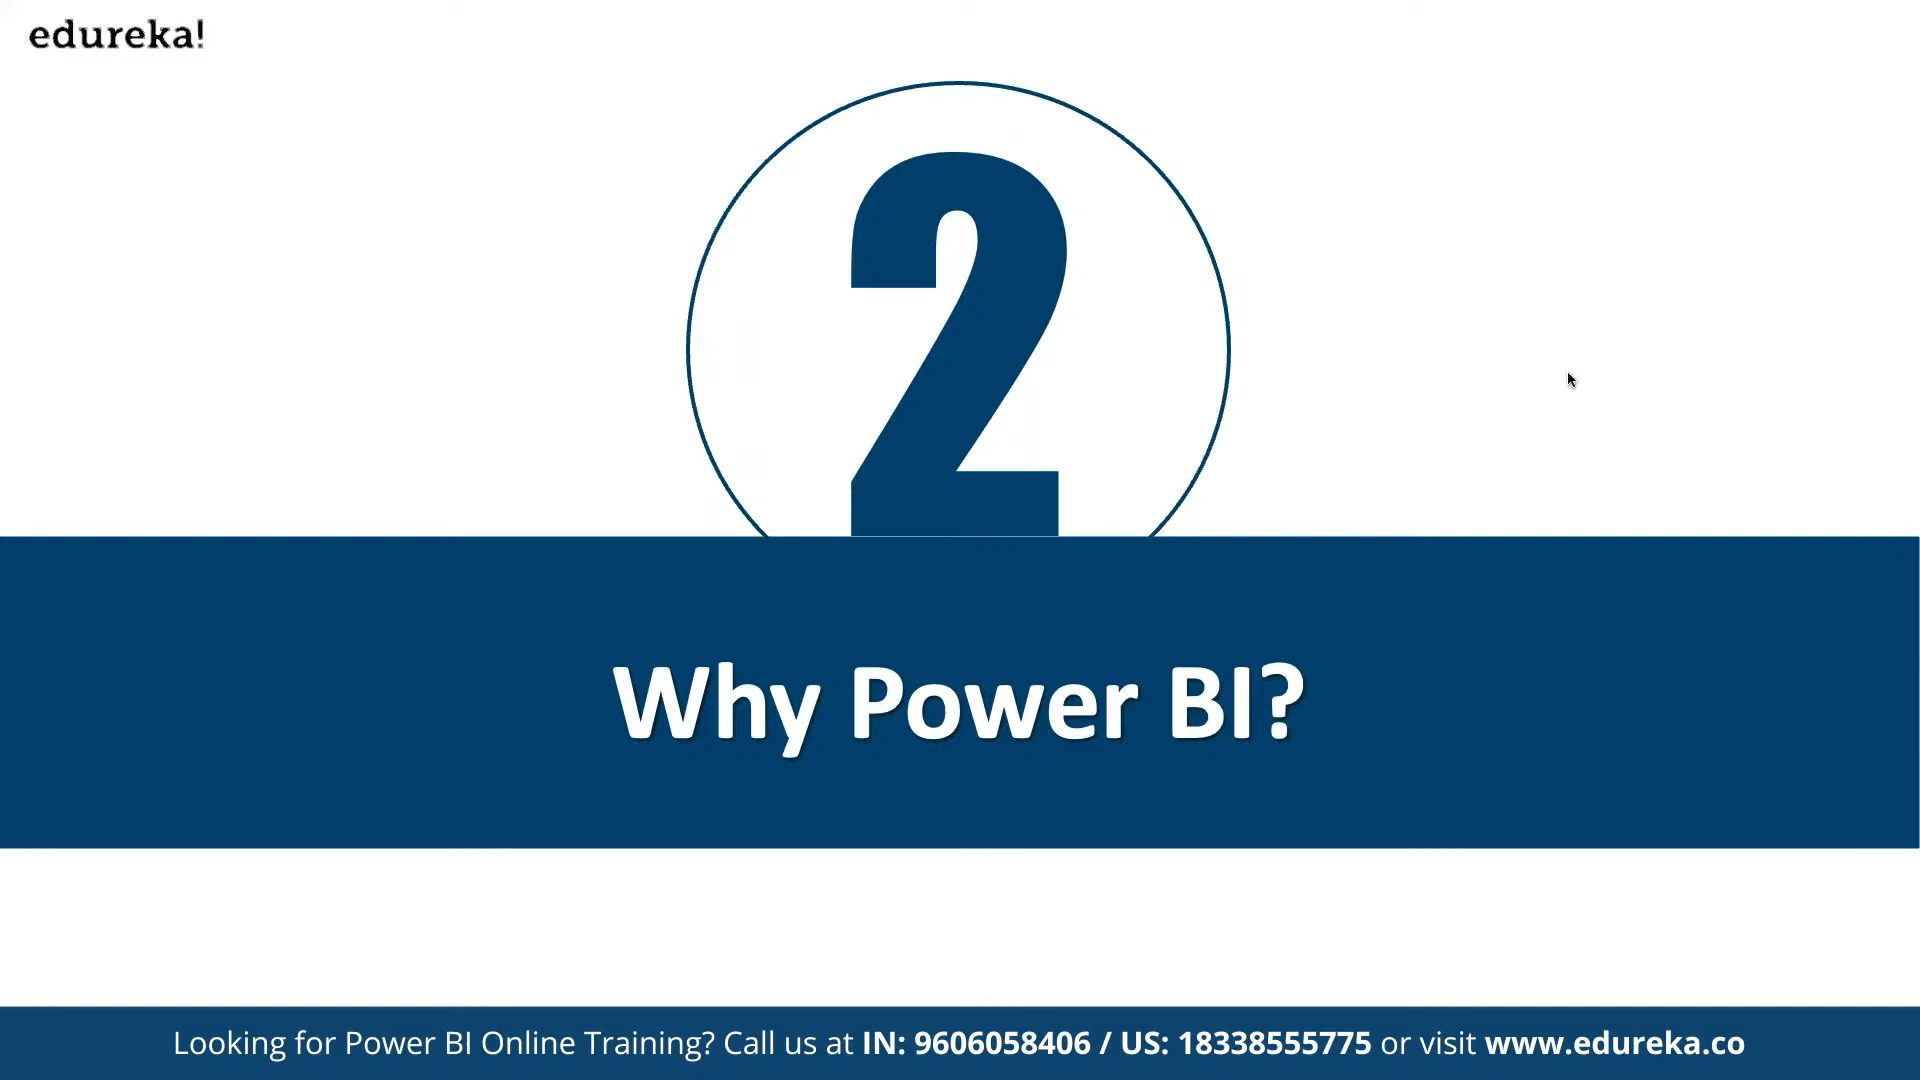 edureka!
2
Why Power BI?
Looking for Power BI Online Training? Call us at IN: 9606058406 / US: 18338555775 or visit www.edureka.co